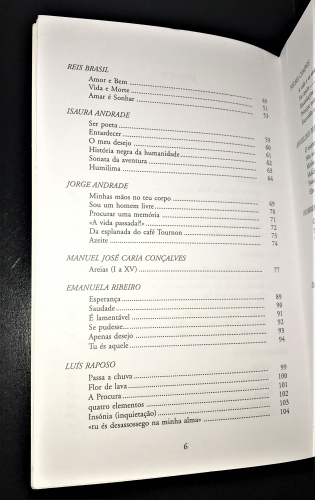 REIS BRASIL
Amor e Bem
Vida e Morte 51
Amar é Sonhar
ISAURA ANDRADE
Ser poeta 59
Entardecer 60
O meu desejo 61
História negra da humanidade 62
Sonata da aventura 63
Humilima 64
JORGE ANDRADE
Minhas mãos no teu corpo 69
Sou um homem livre 70
Procurar uma memória 71
«A vida passada!!» 72
Da esplanada do café Tournon 73
Azeite 74
MANUEL JOSÉ CARIA CONÇALVES
Areias (I a XV) 77
EMANUELA RIBEIRO
Esperança 89
Saudade 90
É lamentável 91
Se pudesse 92
Apenas desejo 93
Tu és aquele 94
LUÍS RAPOSO
Passa a chuva 99
Flor de lava 100
A Procura 101
quatro elementos 102
Insónia (inquietação) 103
«tu és desassossego na minha alma» 104
6